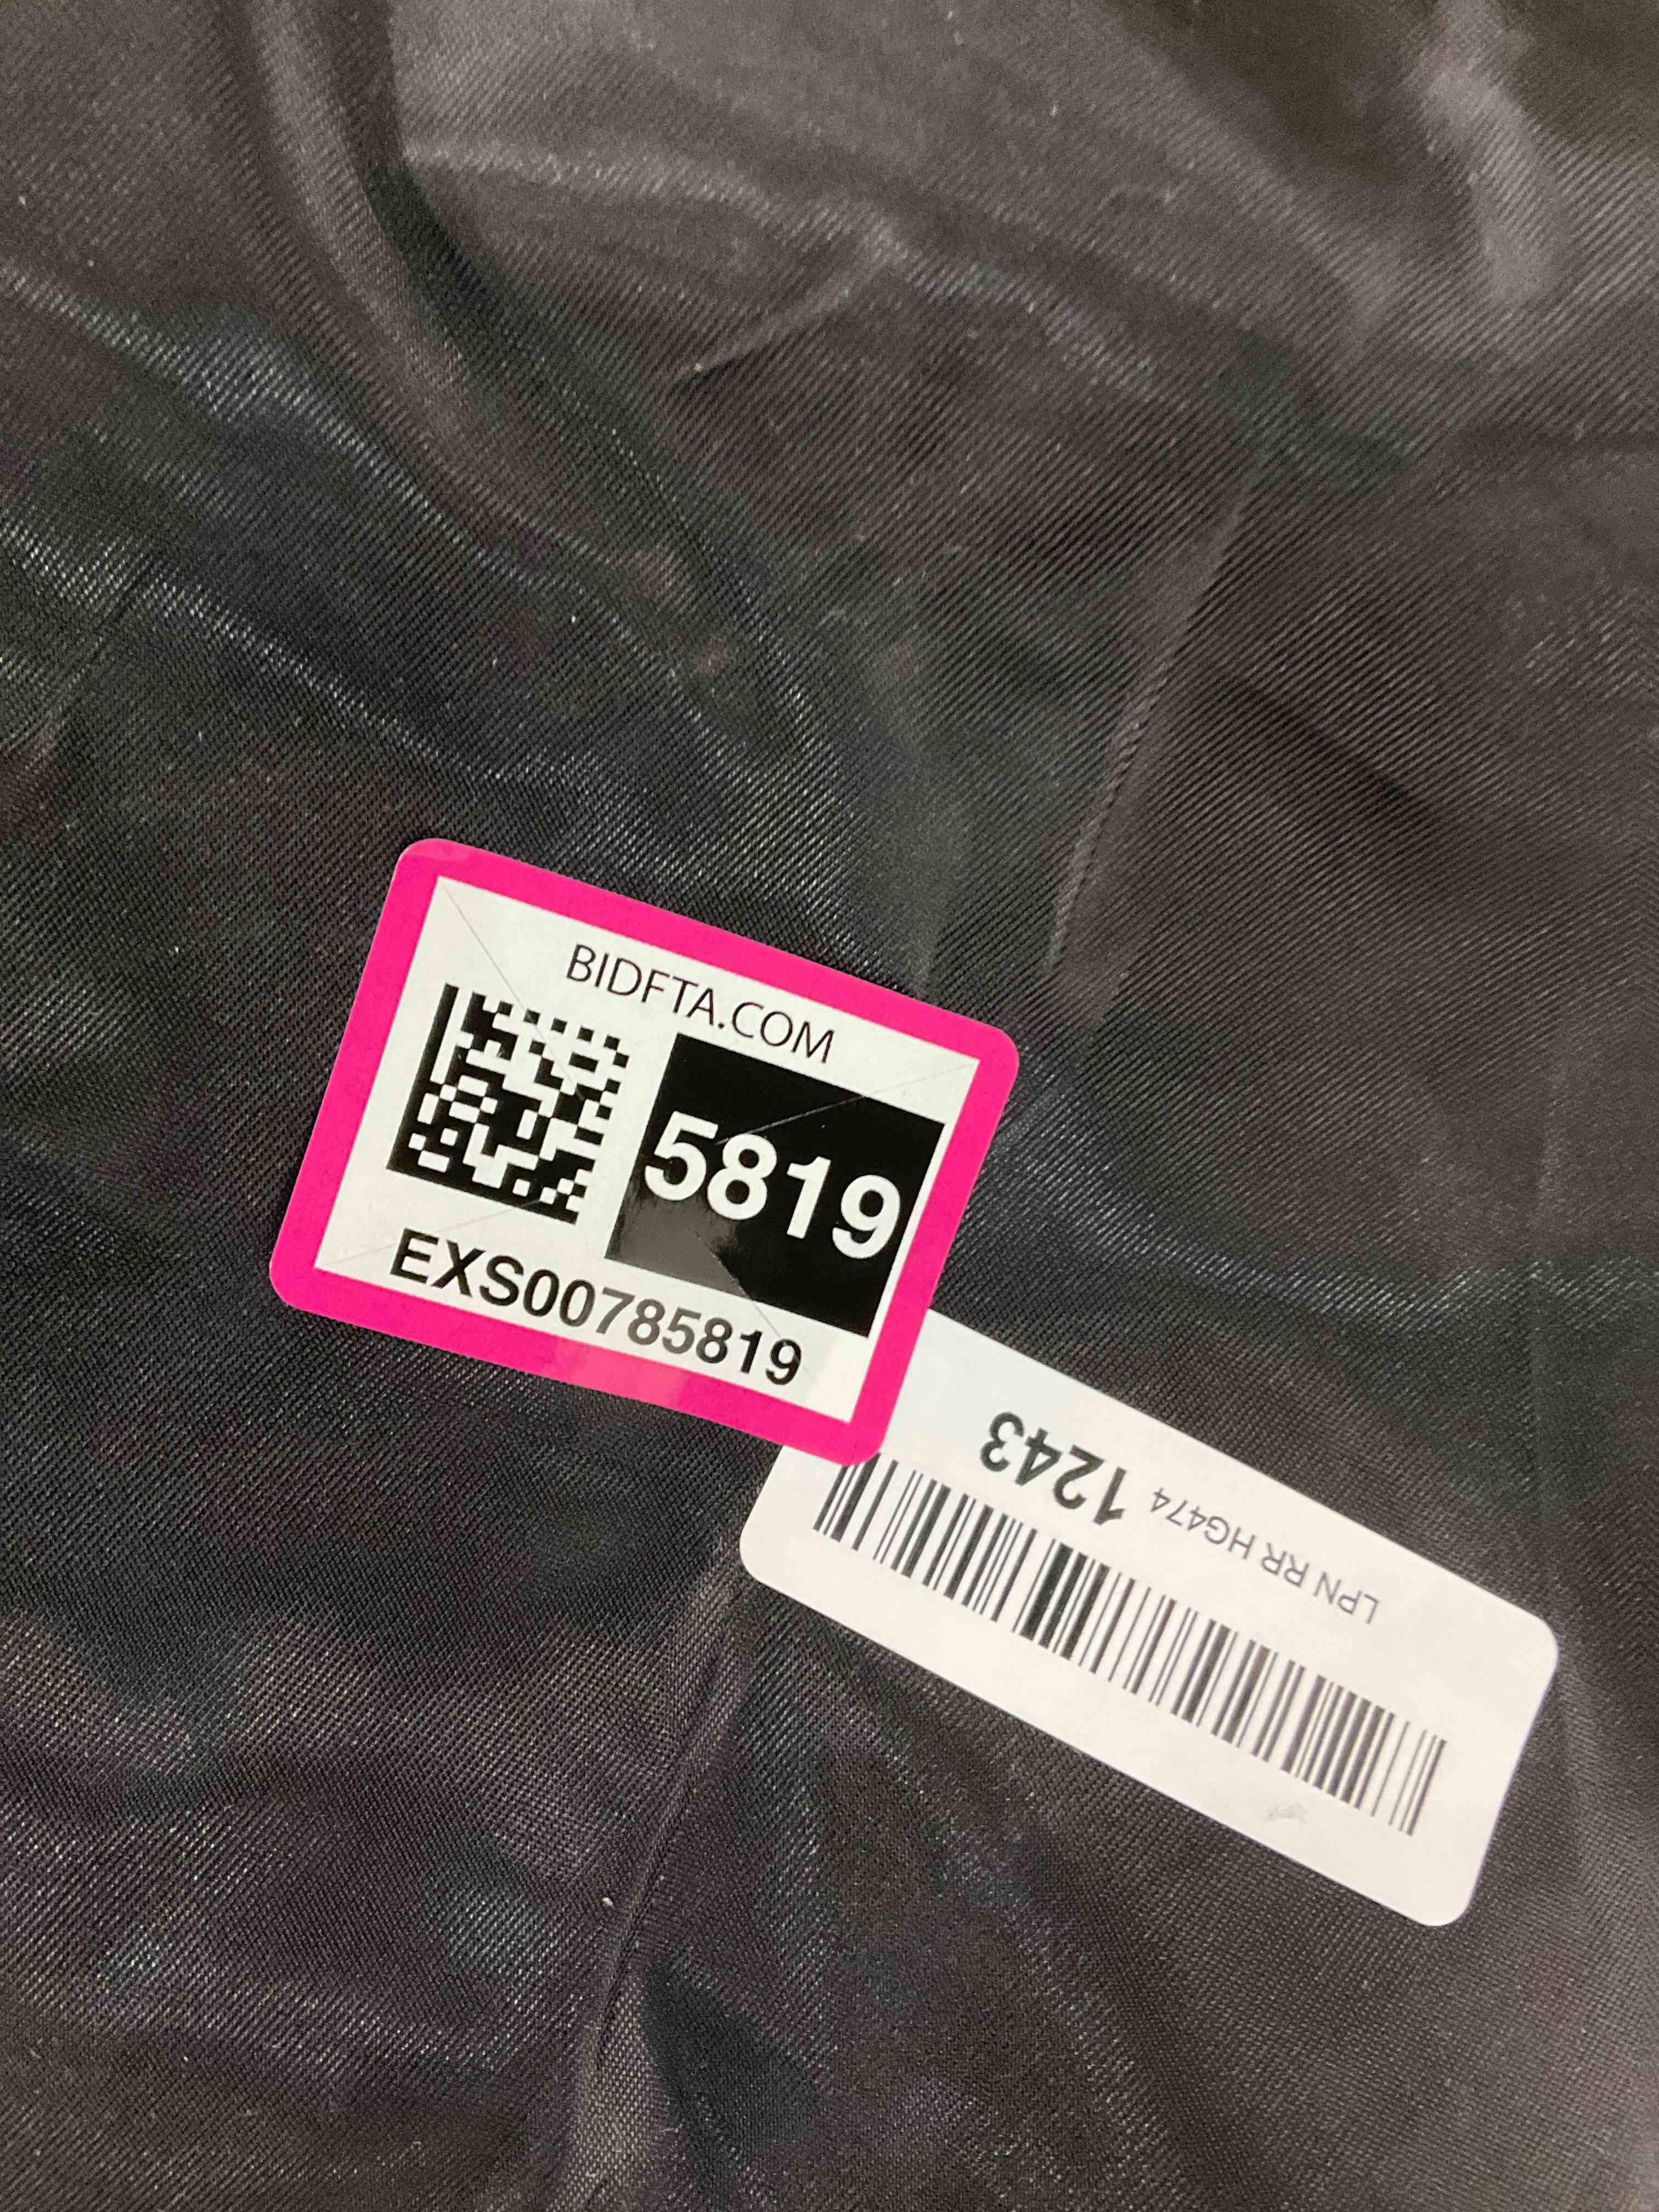 BIDFTA.COM
5819
EXS00785819
LPN RR HG474 1243